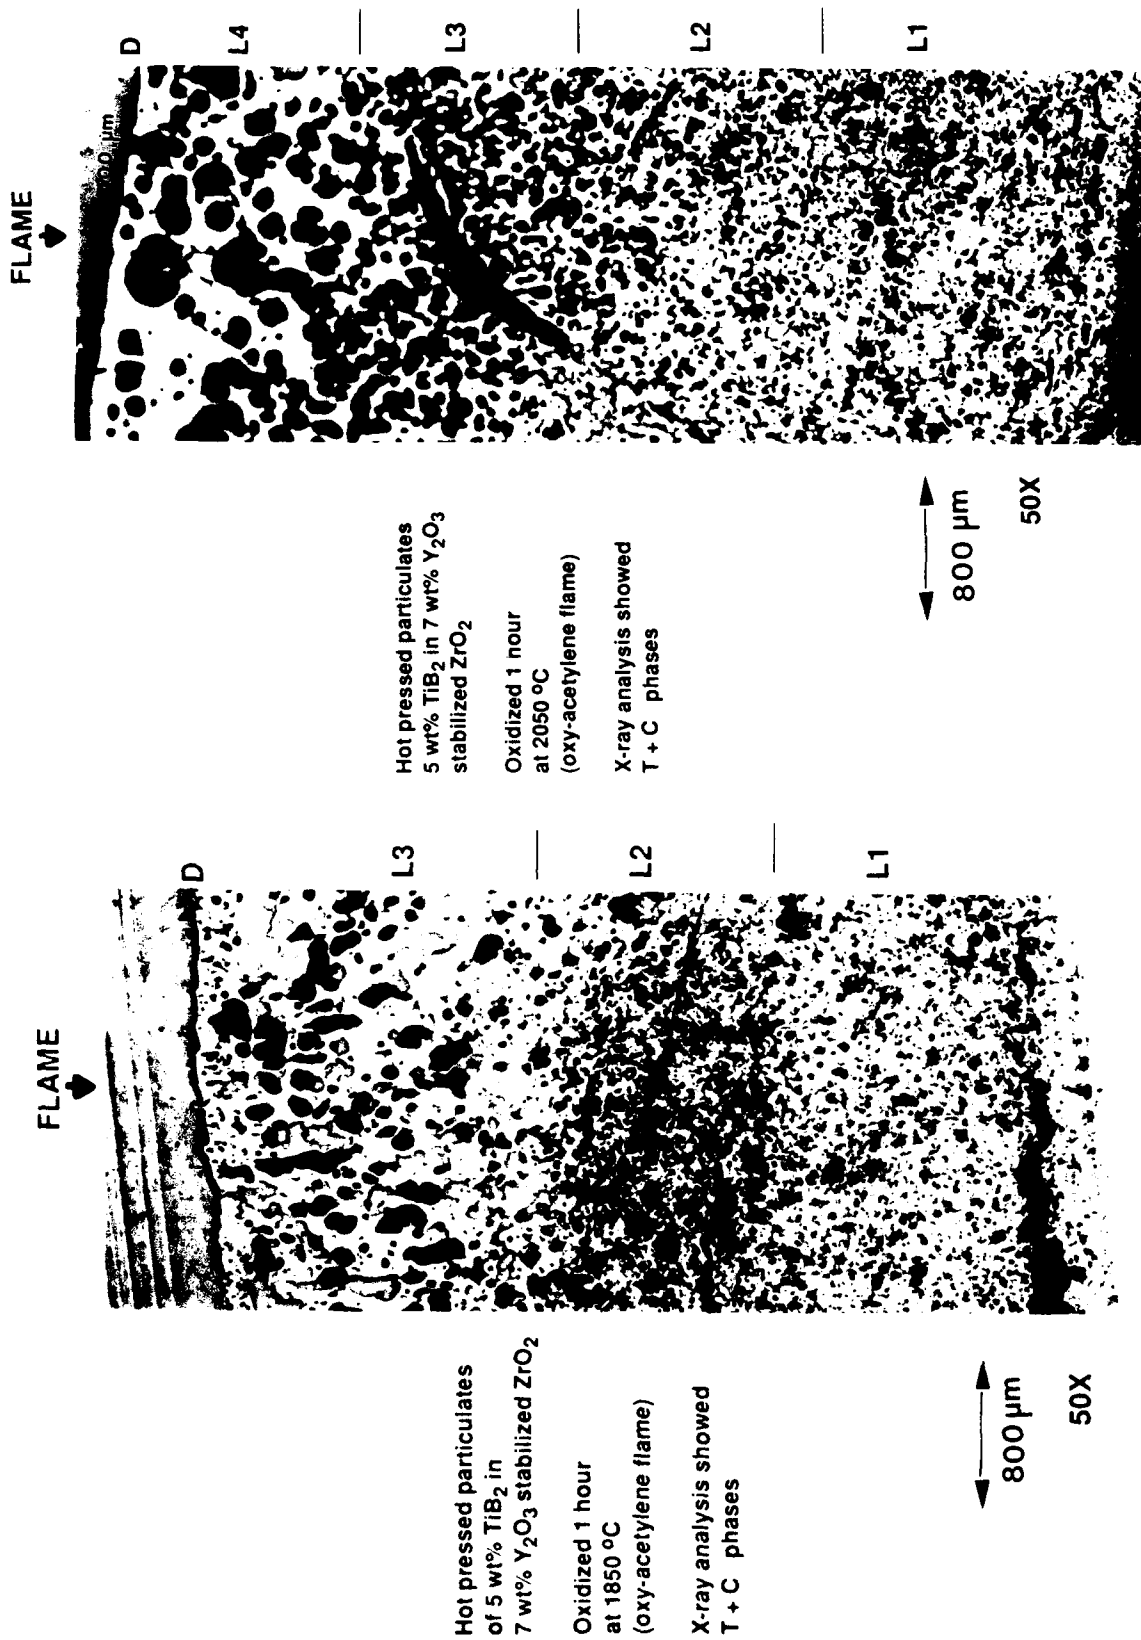 FLAME
D
L3
L2
L1
Hot pressed particulates
of 5 wt% TiB₂ in
7 wt% Y₂O₃ stabilized ZrO₂
Oxidized 1 hour
at 1850 °C
(oxy-acetylene flame)
X-ray analysis showed
T + C phases
800 µm
50X
FLAME
D
L4
L3
L2
L1
Hot pressed particulates
5 wt% TiB₂ in 7 wt% Y₂O₃
stabilized ZrO₂
Oxidized 1 hour
at 2050 °C
(oxy-acetylene flame)
X-ray analysis showed
T + C phases
800 µm
50X